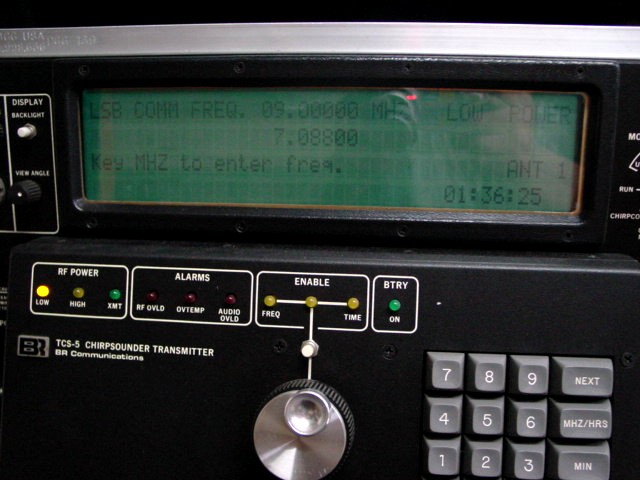 DISPLAY
BACKLIGHT
VIEW ANGLE
LSB COMM FREQ. 09.00000 MHz LOW POWER
7.08800
Key MHZ to enter freq. ANT 1
01:36:25
RUN
RF POWER
LOW HIGH XMT
ALARMS
RF OVLD OVTEMP AUDIO OVLD
ENABLE
FREQ TIME
BTRY
ON
BR TCS-5 CHIRPSOUNDER TRANSMITTER
BR Communications
7 8 9 NEXT
4 5 6 MHZ/HRS
1 2 3 MIN